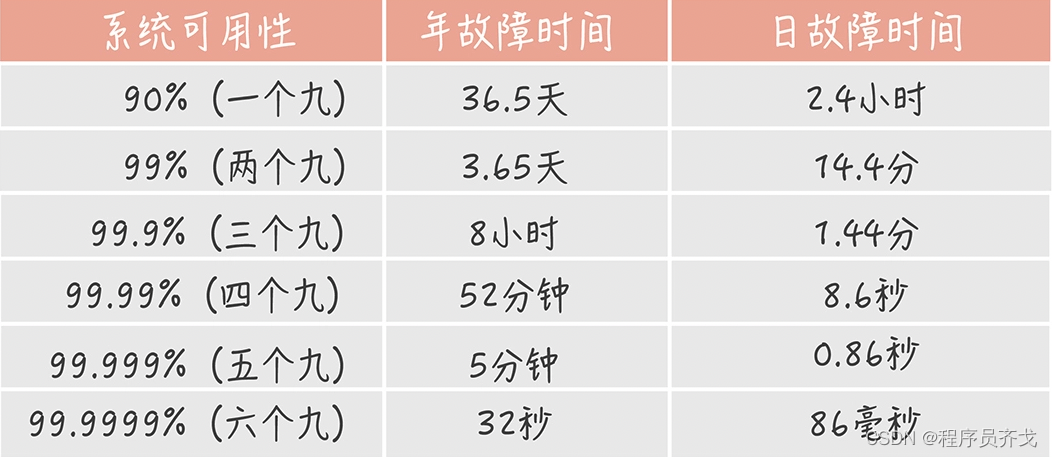 系统可用性 年故障时间 日故障时间
90% (一个九) 36.5天 2.4小时
99% (两个九) 3.65天 14.4分
99.9% (三个九) 8小时 1.44分
99.99% (四个九) 52分钟 8.6秒
99.999% (五个九) 5分钟 0.86秒
99.9999% (六个九) 32秒 86毫秒
CSDN @程序员齐戈